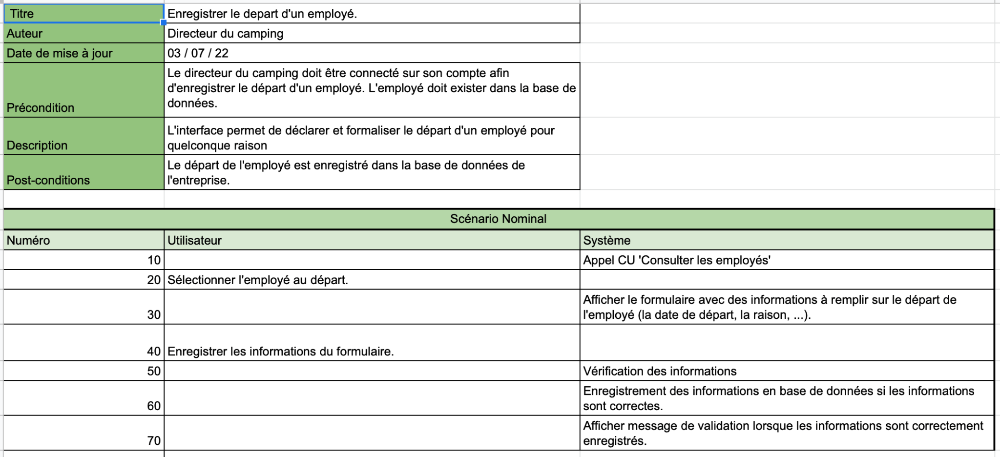 Titre
Enregistrer le depart d'un employé.
Auteur
Directeur du camping
Date de mise à jour
03 / 07 / 22
Précondition
Le directeur du camping doit être connecté sur son compte afin
d'enregistrer le départ d'un employé. L'employé doit exister dans la base de
données.
Description
L'interface permet de déclarer et formaliser le départ d'un employé pour
quelconque raison
Post-conditions
Le départ de l'employé est enregistré dans la base de données de
l'entreprise.
Scénario Nominal
Numéro
Utilisateur
Système
10
Appel CU 'Consulter les employés'
20
Sélectionner l'employé au départ.
30
Afficher le formulaire avec des informations à remplir sur le départ de
l'employé (la date de départ, la raison, ...).
40
Enregistrer les informations du formulaire.
50
Vérification des informations
60
Enregistrement des informations en base de données si les informations
sont correctes.
70
Afficher message de validation lorsque les informations sont correctement
enregistrés.